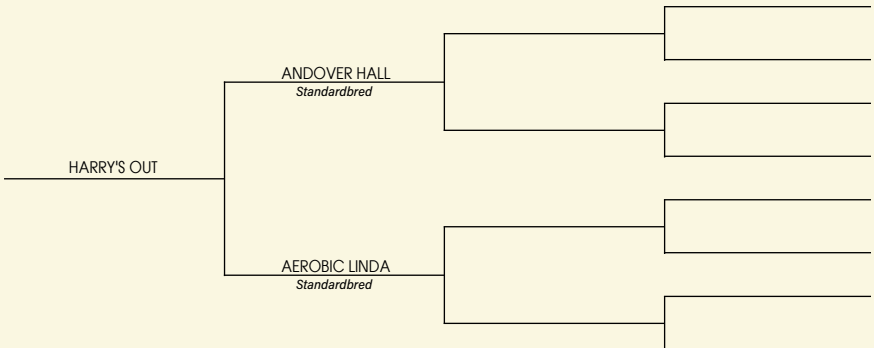 ANDOVER HALL
Standardbred
HARRY'S OUT
AEROBIC LINDA
Standardbred